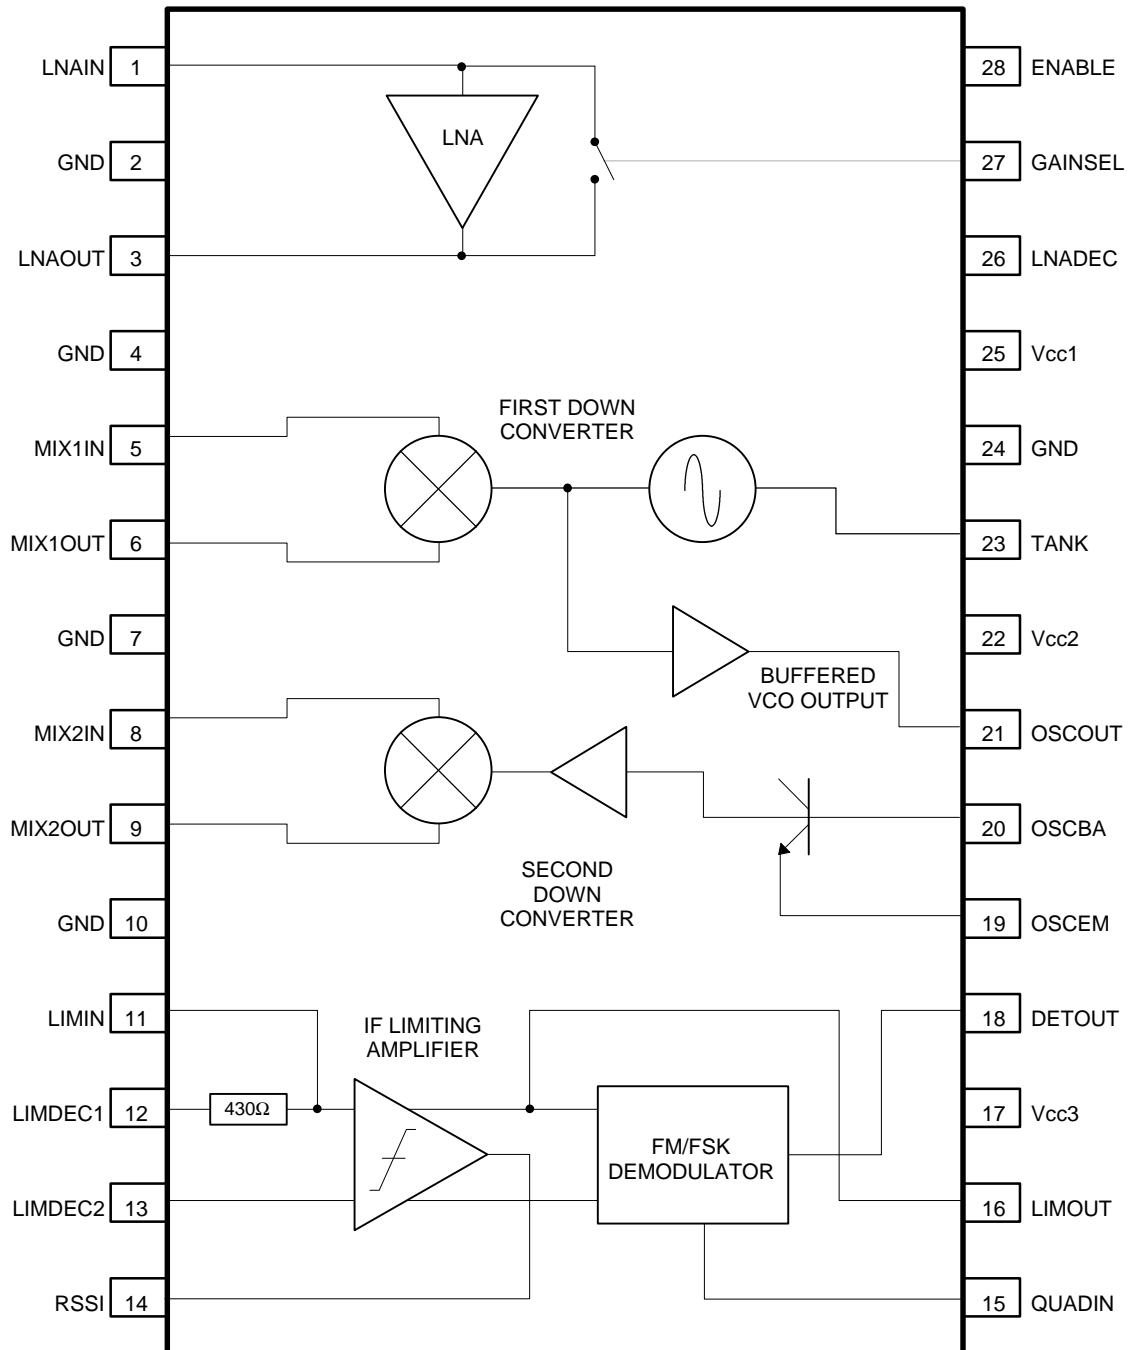 LNAIN 1
GND 2
LNAOUT 3
GND 4
MIX1IN 5
MIX1OUT 6
GND 7
MIX2IN 8
MIX2OUT 9
GND 10
LIMIN 11
LIMDEC1 12
LIMDEC2 13
RSSI 14
LNA
FIRST DOWN
CONVERTER
BUFFERED
VCO OUTPUT
SECOND
DOWN
CONVERTER
IF LIMITING
AMPLIFIER
430Ω
FM/FSK
DEMODULATOR
28 ENABLE
27 GAINSEL
26 LNADEC
25 Vcc1
24 GND
23 TANK
22 Vcc2
21 OSCOUT
20 OSCBA
19 OSCEM
18 DETOUT
17 Vcc3
16 LIMOUT
15 QUADIN